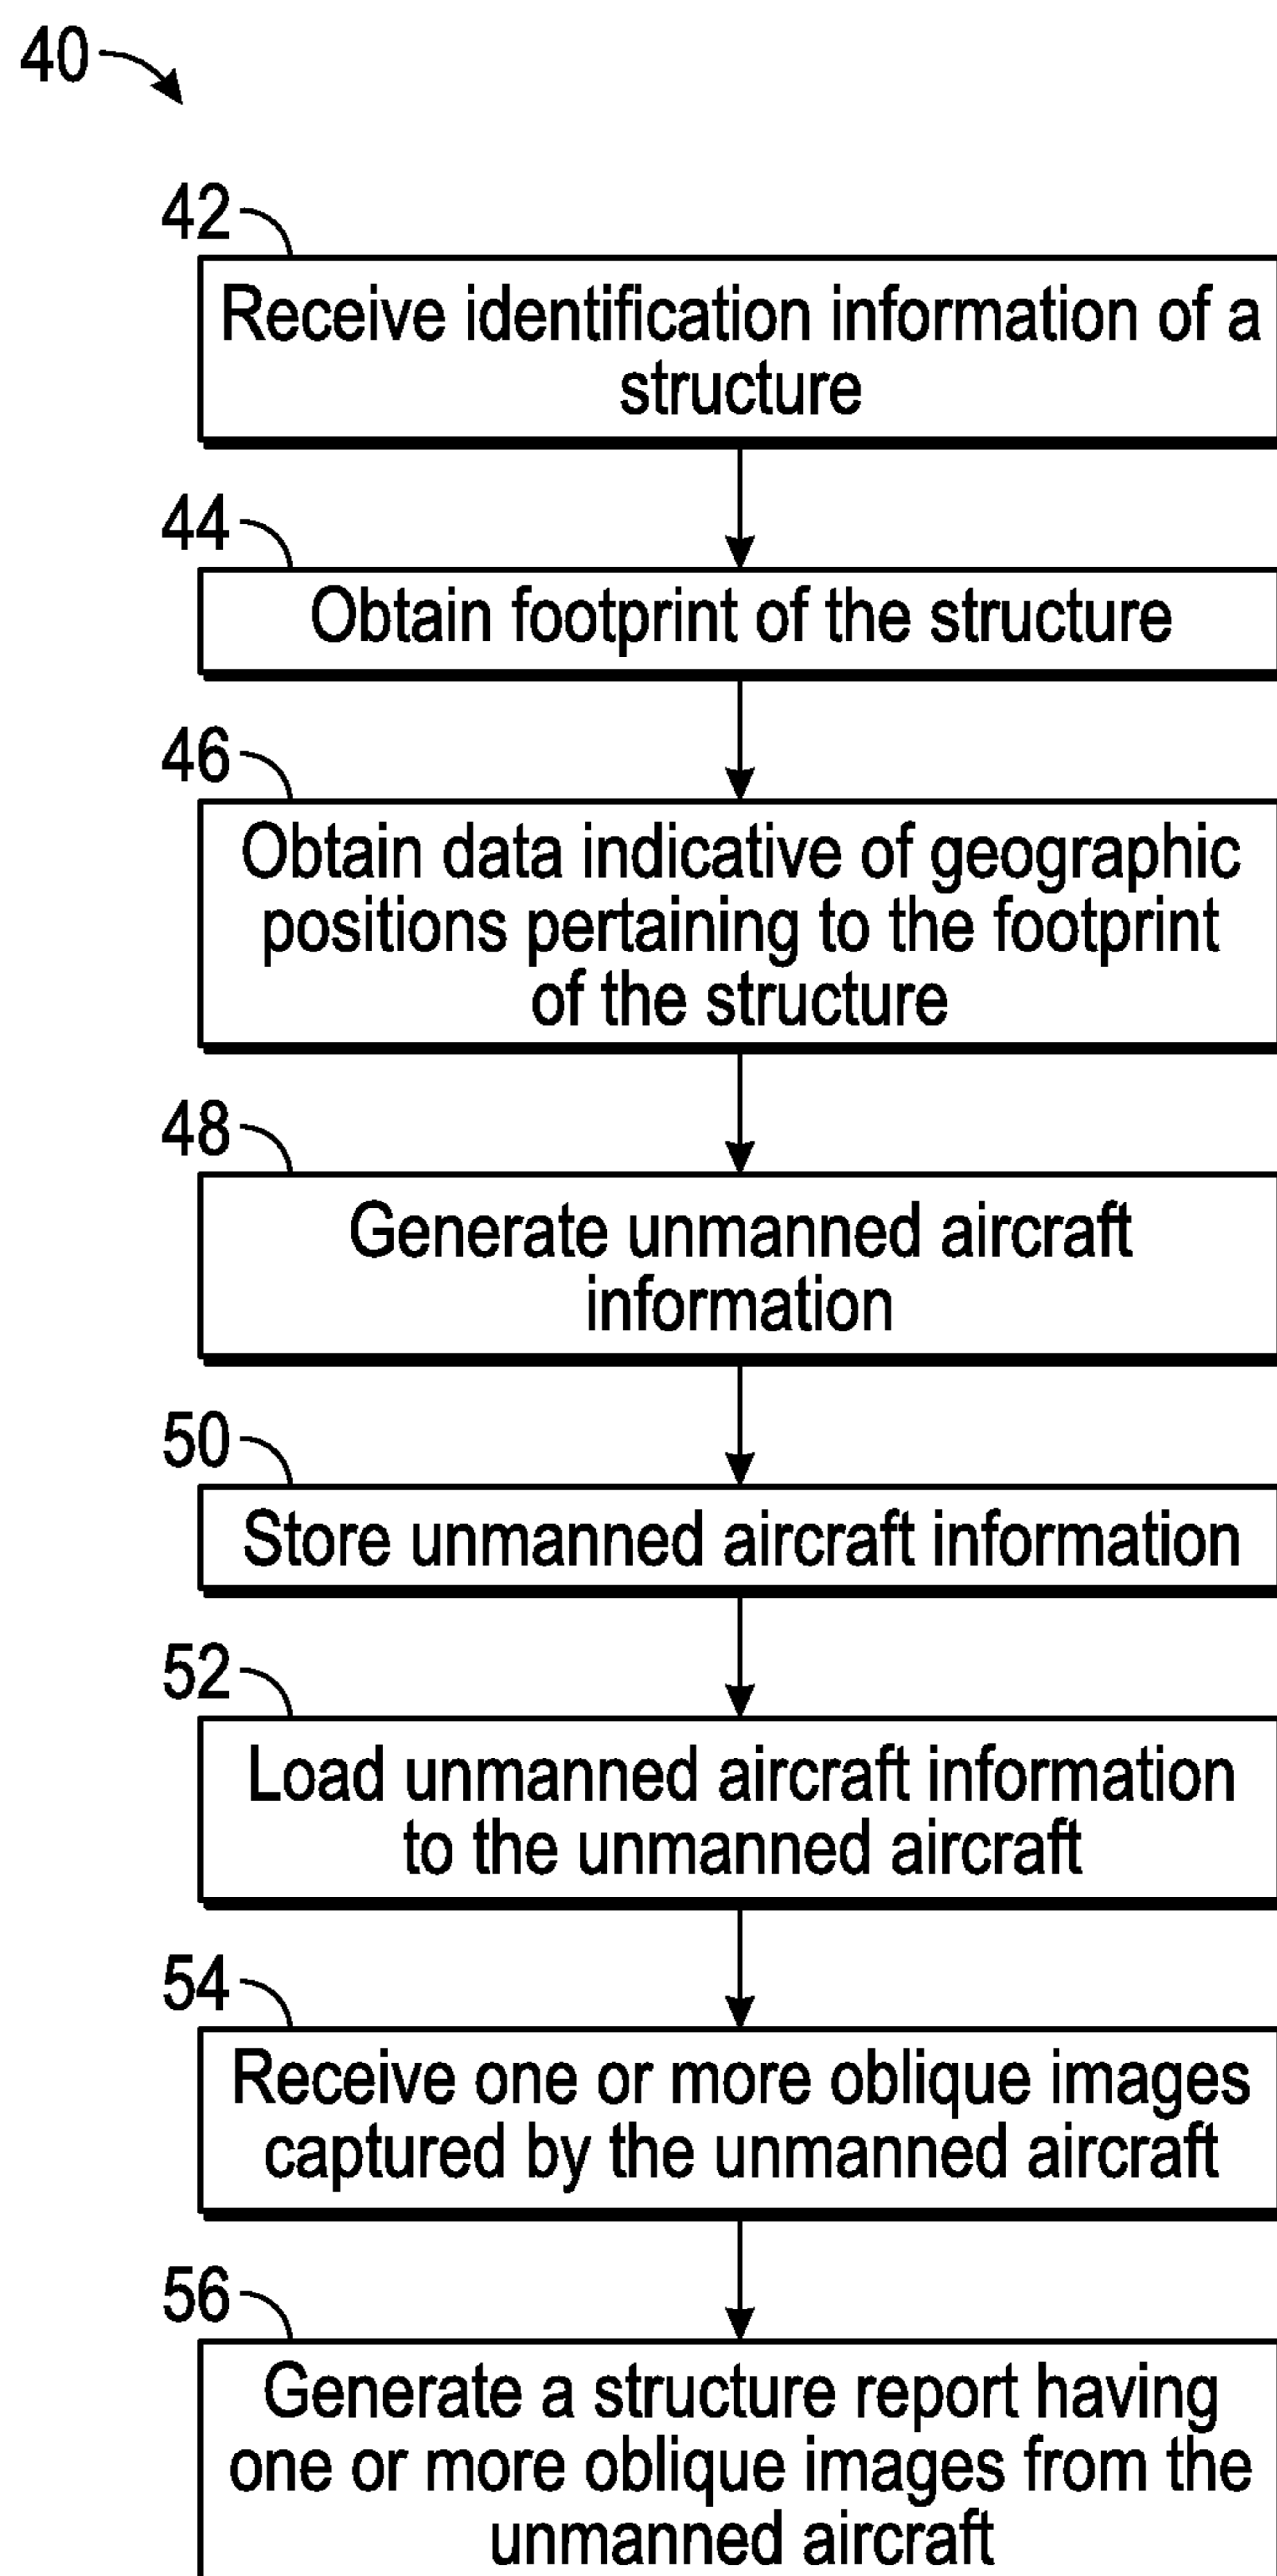 40
42
Receive identification information of a
structure
44
Obtain footprint of the structure
46
Obtain data indicative of geographic
positions pertaining to the footprint
of the structure
48
Generate unmanned aircraft
information
50
Store unmanned aircraft information
52
Load unmanned aircraft information
to the unmanned aircraft
54
Receive one or more oblique images
captured by the unmanned aircraft
56
Generate a structure report having
one or more oblique images from the
unmanned aircraft